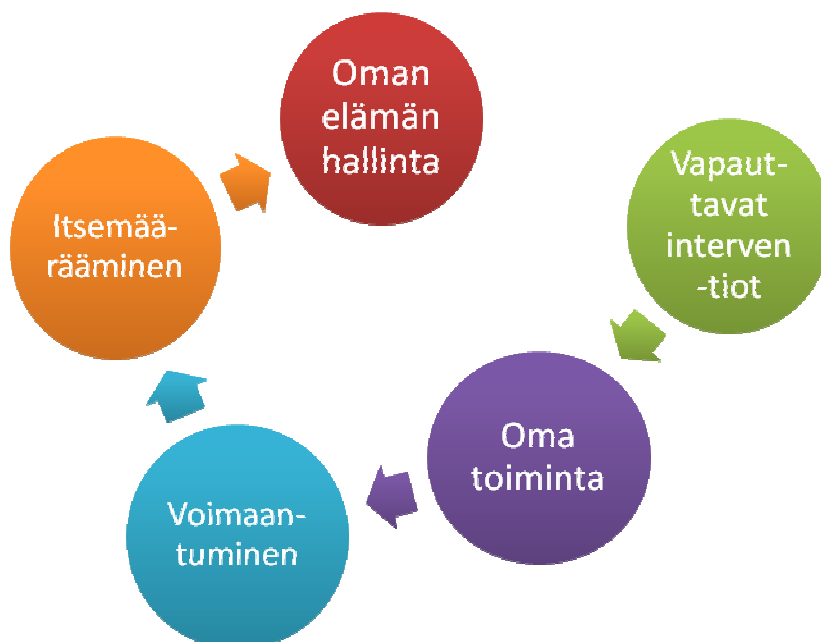 Oman
elämän
hallinta
Vapaut-
tavat
interven
-tiot
Itsemää-
rääminen
Oma
toiminta
Voimaan-
tuminen